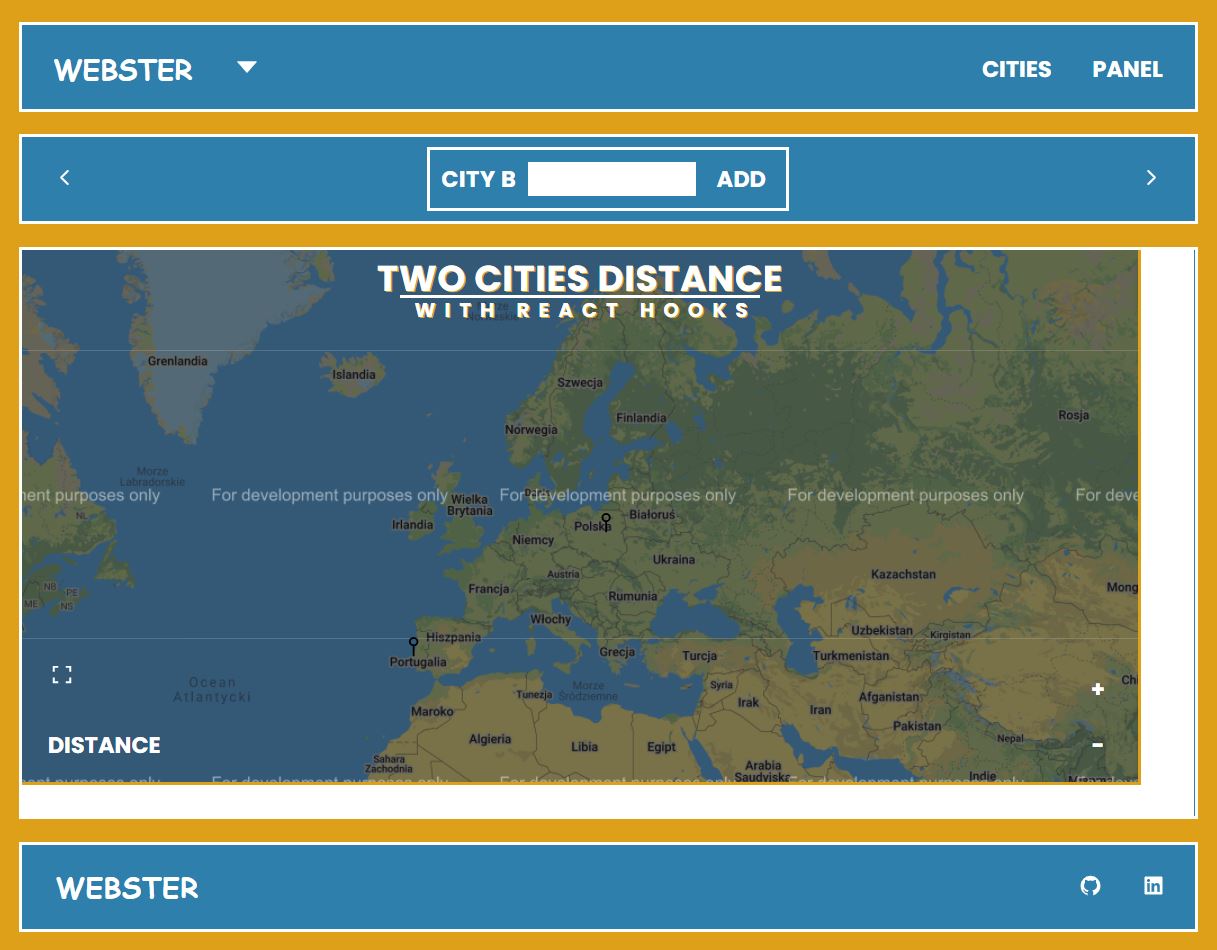 WEBSTER
CITIES PANEL
CITY B ADD
TWO CITIES DISTANCE
WITH REACT HOOKS
Grenlandia
Islandia
Szwecja
Rosja
Finlandia
Norwegia
Morze
Labradorskie
ment purposes only For development purposes only For development purposes only For development purposes only For deve
Wielka
Brytania
NL
Irlandia
Polska
Białoruś
Niemcy
Ukraina
Austria
Kazachstan
NB
PE
Francja
Mong
Rumunia
ME
NS
Włochy
Uzbekistan
Kirgistan
Hiszpania
Grecja
Turcja
Turkmenistan
Portugalia
Ocean
Atlantycki
Tunezja
Morze
Śródziemne
Syria
Chi
+
Irak
Afganistan
Iran
Maroko
Pakistan
Algieria
Libia
Egipt
Nepal
DISTANCE
-
Sahara
Zachodnia
Arabia
Saudyjska
Indie
WEBSTER
in